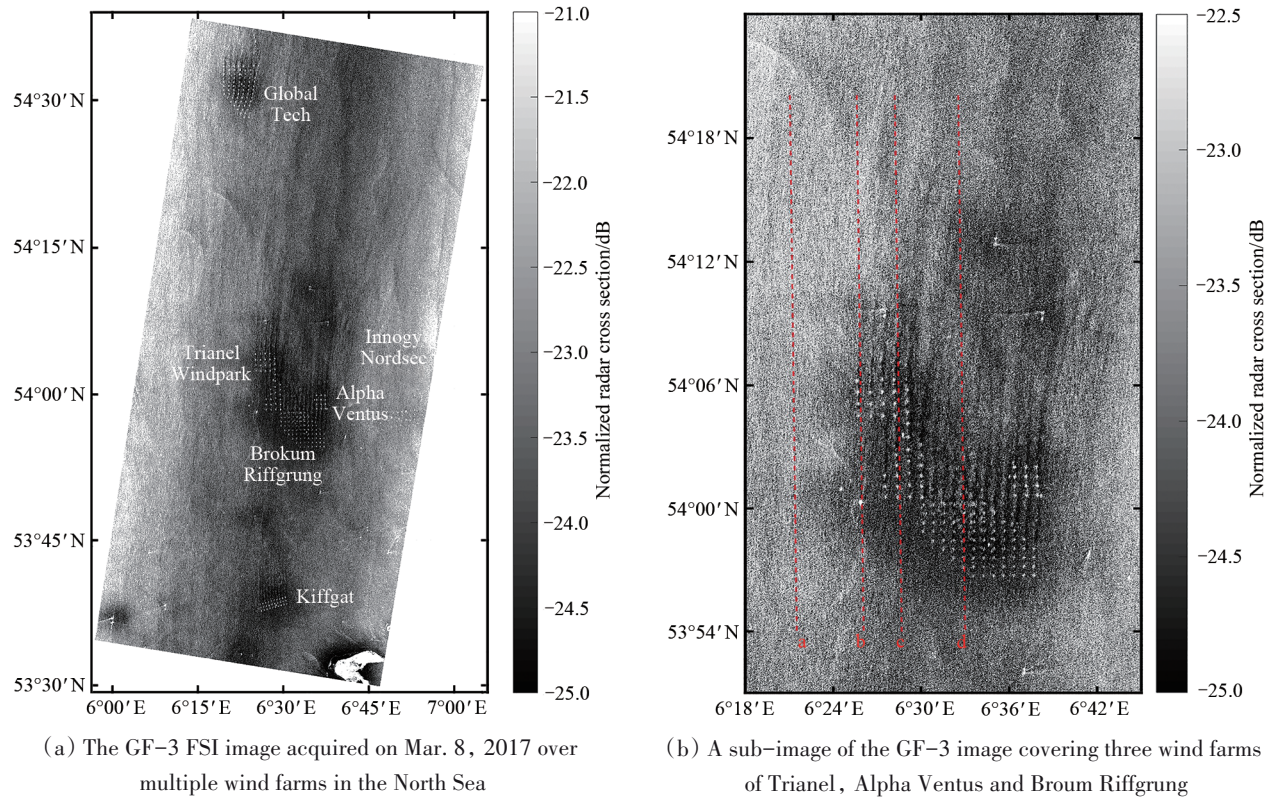 54°30′N
54°15′N
54°00′N
53°45′N
53°30′N
6°00′E
6°15′E
6°30′E
6°45′E
7°00′E
Global
Tech
Trianel
Windpark
Innogy
Nordsec
Alpha
Ventus
Brokum
Riffgrung
Kiffgat
−21.0
−21.5
−22.0
−22.5
−23.0
−23.5
−24.0
−24.5
−25.0
Normalized radar cross section/dB
(a) The GF−3 FSI image acquired on Mar. 8, 2017 over
multiple wind farms in the North Sea
54°18′N
54°12′N
54°06′N
54°00′N
53°54′N
6°18′E
6°24′E
6°30′E
6°36′E
6°42′E
a
b
c
d
−22.5
−23.0
−23.5
−24.0
−24.5
−25.0
Normalized radar cross section/dB
(b) A sub−image of the GF−3 image covering three wind farms
of Trianel, Alpha Ventus and Broum Riffgrung